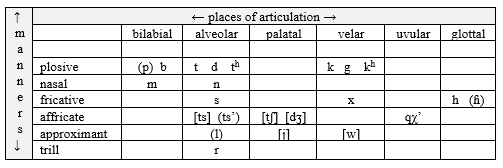 ↑ ← places of articulation →
m bilabial alveolar palatal velar uvular glottal
a
n plosive (p) b t d tʰ k g kʰ
n nasal m n
e fricative s x h (ɦ)
r affricate [ts] (ts’) [tʃ] [dʒ] qχ’
s approximant (l) [j] [w]
↓ trill r